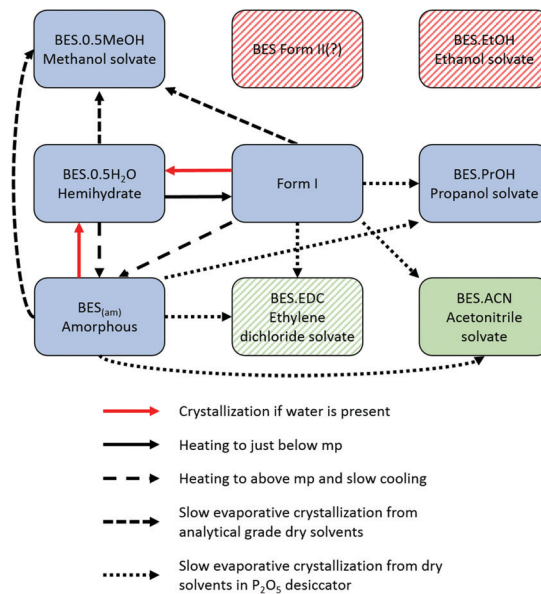 BES.0.5MeOH
Methanol solvate
BES Form II(?)
BES.EtOH
Ethanol solvate
BES.0.5H₂O
Hemihydrate
Form I
BES.PrOH
Propanol solvate
BES₍ₐₘ₎
Amorphous
BES.EDC
Ethylene
dichloride solvate
BES.ACN
Acetonitrile
solvate
Crystallization if water is present
Heating to just below mp
Heating to above mp and slow cooling
Slow evaporative crystallization from
analytical grade dry solvents
Slow evaporative crystallization from dry
solvents in P₂O₅ desiccator